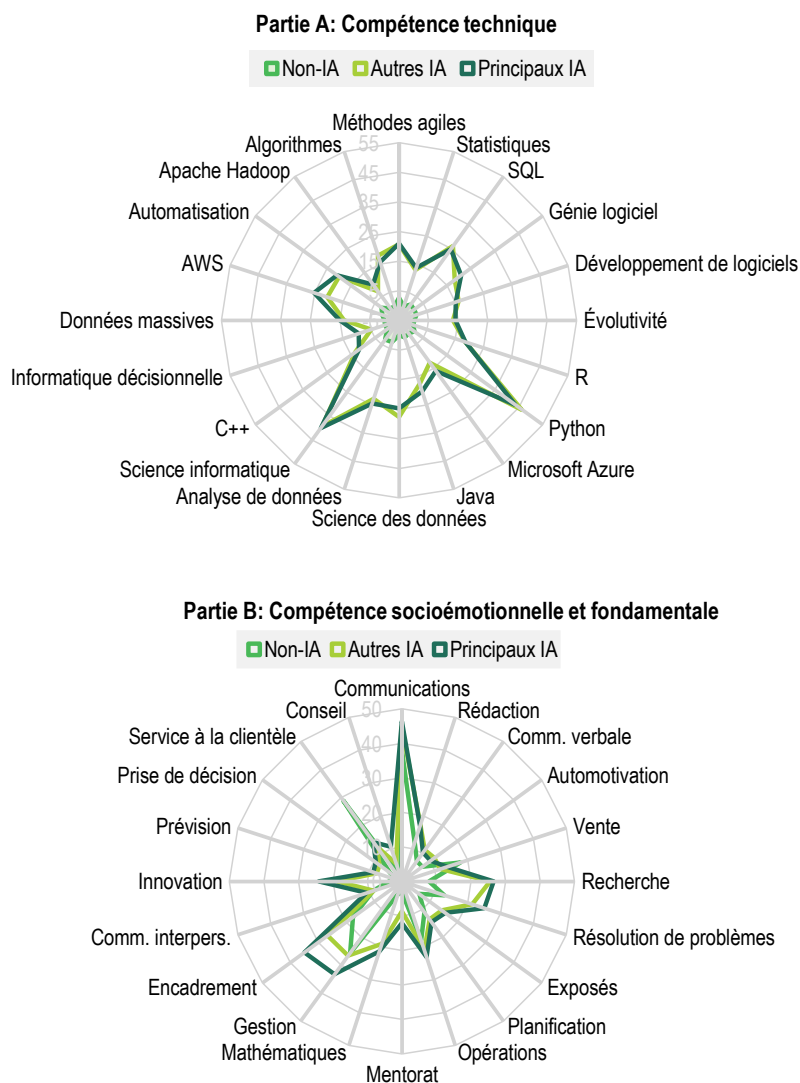 Partie A: Compétence technique
Non-IA Autres IA Principaux IA
Méthodes agiles
Statistiques
SQL
Génie logiciel
Développement de logiciels
Évolutivité
R
Python
Microsoft Azure
Java
Science des données
Analyse de données
Science informatique
C++
Informatique décisionnelle
Données massives
AWS
Automatisation
Apache Hadoop
Algorithmes
55
45
35
25
15
5
Partie B: Compétence socioémotionnelle et fondamentale
Non-IA Autres IA Principaux IA
Communications
Rédaction
Comm. verbale
Automotivation
Vente
Recherche
Résolution de problèmes
Exposés
Planification
Opérations
Mentorat
Mathématiques
Gestion
Encadrement
Comm. interpers.
Innovation
Prévision
Prise de décision
Service à la clientèle
Conseil
50
40
30
20